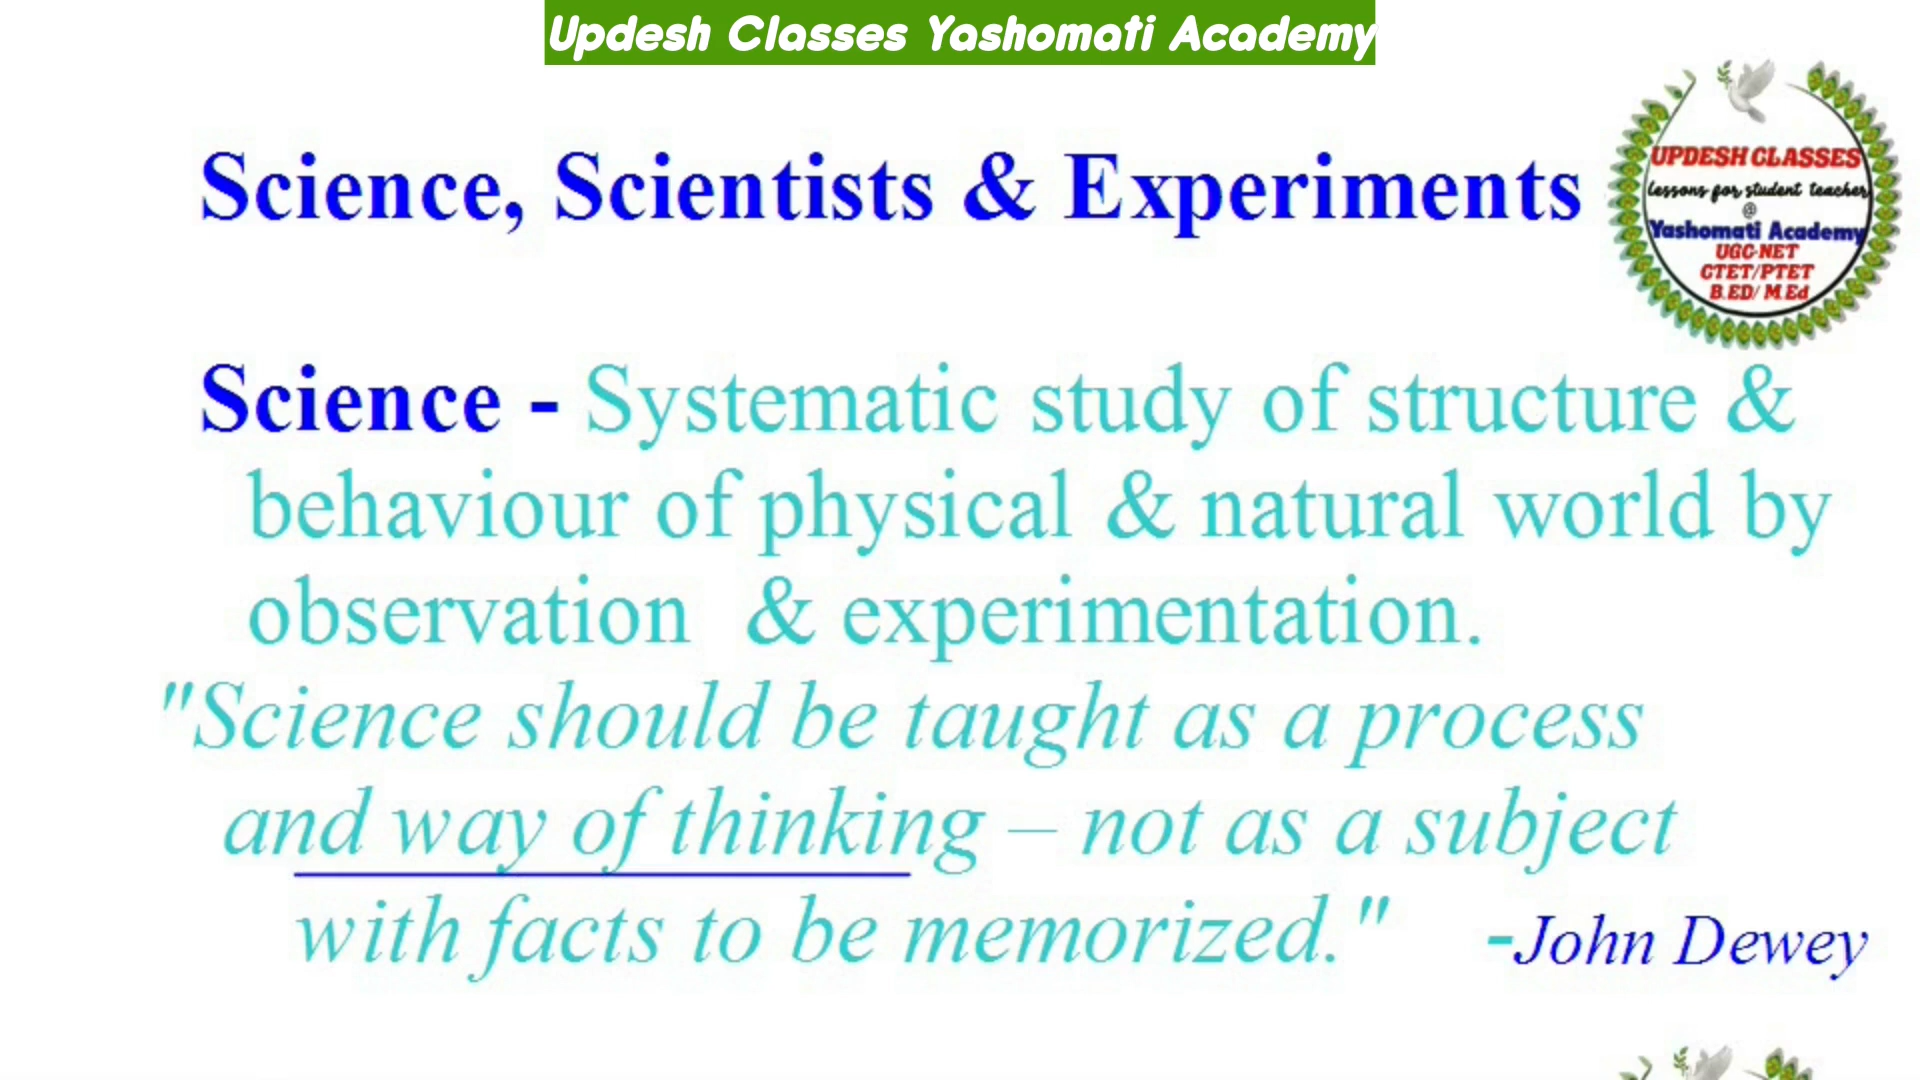 Updesh Classes Yashomati Academy
Science, Scientists & Experiments
UPDESH CLASSES
lessons for student teacher
@
Yashomati Academy
UGC-NET
CTET/PTET
B.ED/ M.Ed
Science - Systematic study of structure &
behaviour of physical & natural world by
observation & experimentation.
"Science should be taught as a process
and way of thinking – not as a subject
with facts to be memorized."
-John Dewey